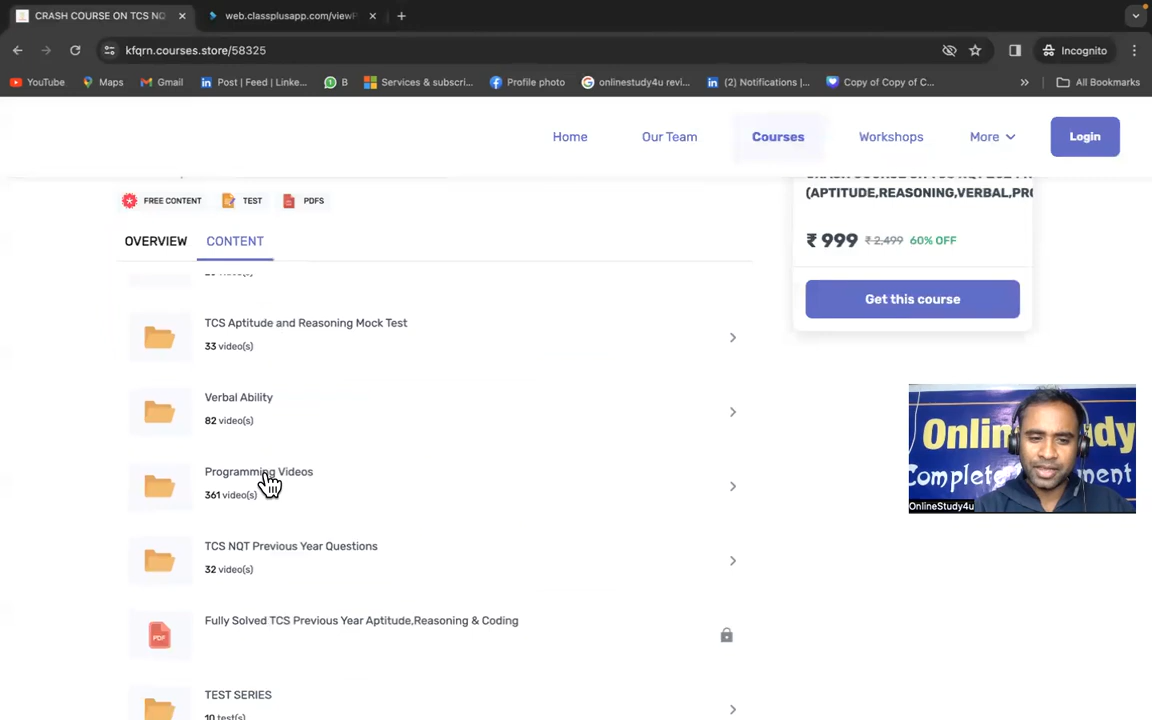 CRASH COURSE ON TCS NQ
web.classplusapp.com/viewF
kfqrn.courses.store/58325
Incognito
YouTube
Maps
Gmail
Post | Feed | Linke...
B
Services & subscri...
Profile photo
onlinestudy4u revi...
(2) Notifications |...
Copy of Copy of C...
»
All Bookmarks
Home
Our Team
Courses
Workshops
More
Login
FREE CONTENT
TEST
PDFS
(APTITUDE,REASONING,VERBAL,PR
OVERVIEW
CONTENT
₹ 999 ₹ 2,499 60% OFF
Get this course
TCS Aptitude and Reasoning Mock Test
33 video(s)
Verbal Ability
82 video(s)
Programming Videos
361 video(s)
TCS NQT Previous Year Questions
32 video(s)
PDF
Fully Solved TCS Previous Year Aptitude,Reasoning & Coding
TEST SERIES
10 test(s)
OnlineStudy4u